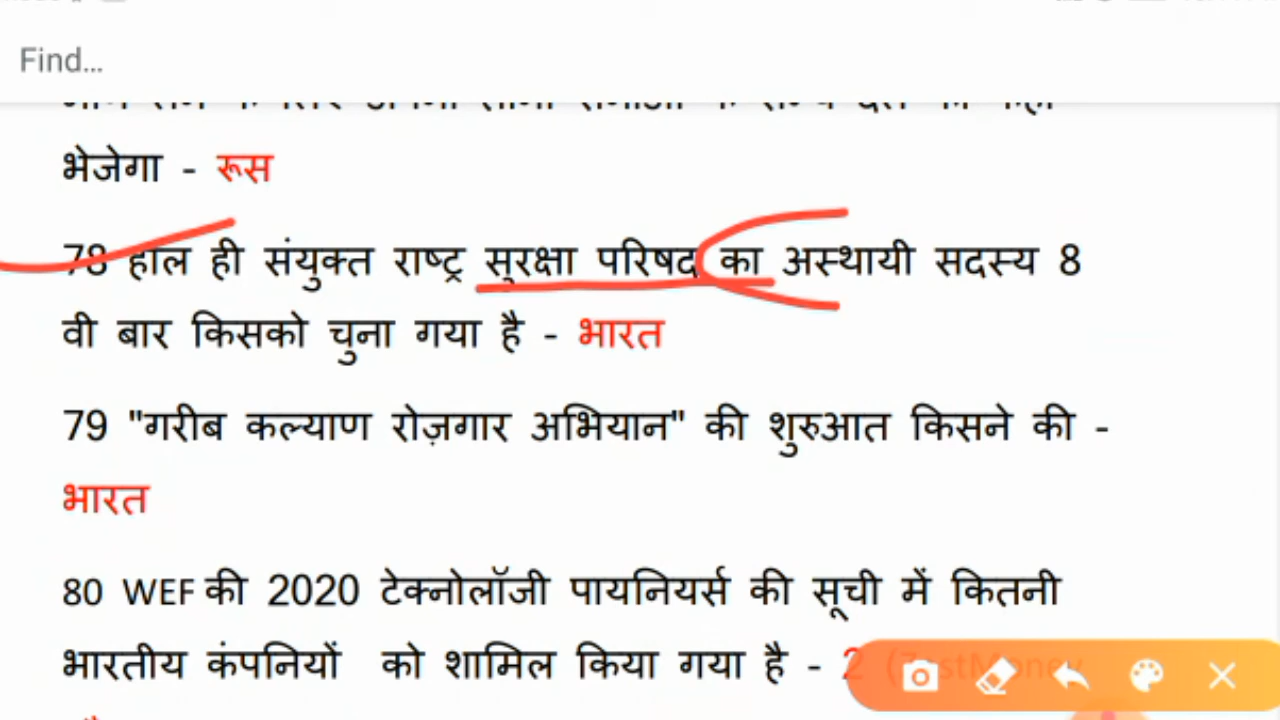 Find...
भेजेगा - रूस
78 हाल ही संयुक्त राष्ट्र सुरक्षा परिषद का अस्थायी सदस्य 8
वी बार किसको चुना गया है - भारत
79 "गरीब कल्याण रोज़गार अभियान" की शुरुआत किसने की -
भारत
80 WEF की 2020 टेक्नोलॉजी पायनियर्स की सूची में कितनी
भारतीय कंपनियों को शामिल किया गया है - 2 (ZestMoney